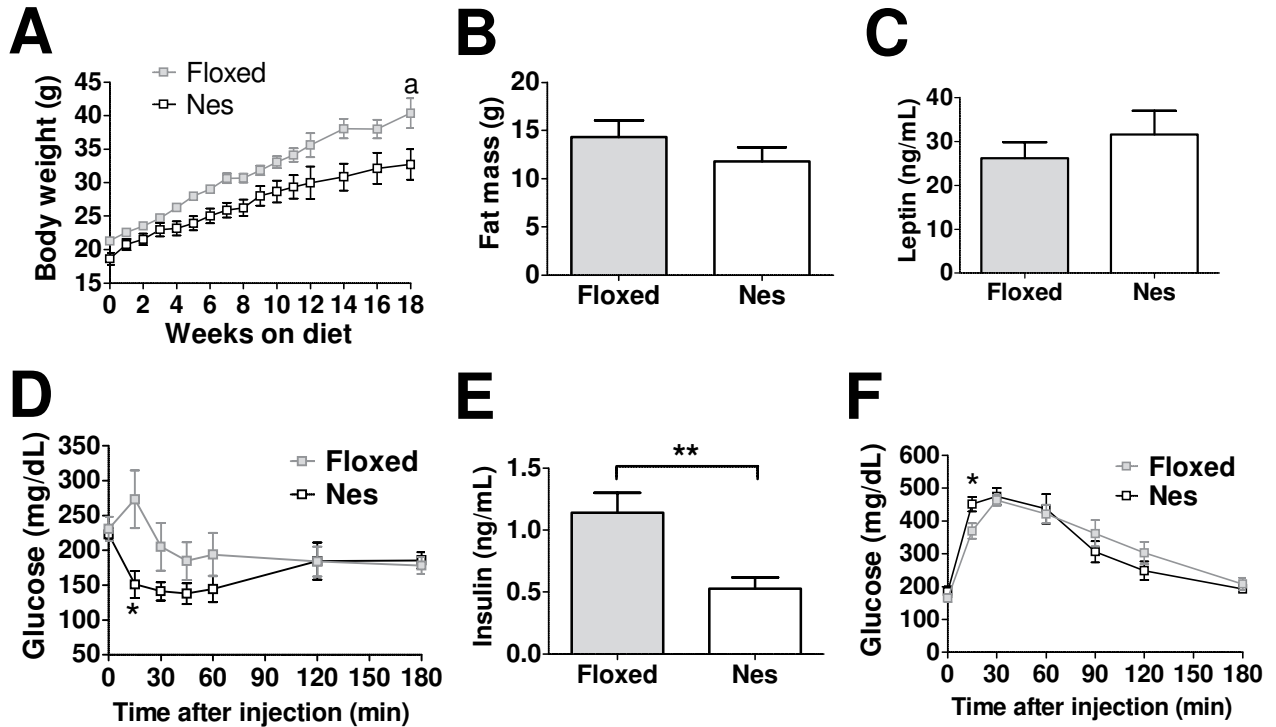 A
Floxed
Nes
a
Body weight (g)
45
40
35
30
25
20
15
0 2 4 6 8 10 12 14 16 18
Weeks on diet
B
Fat mass (g)
20
15
10
5
0
Floxed Nes
C
Leptin (ng/mL)
40
30
20
10
0
Floxed Nes
D
Glucose (mg/dL)
350
300
250
200
150
100
50
Floxed
Nes
*
0 30 60 90 120 150 180
Time after injection (min)
E
Insulin (ng/mL)
1.5
1.0
0.5
0.0
**
Floxed Nes
F
Glucose (mg/dL)
600
500
400
300
200
100
0
*
Floxed
Nes
0 30 60 90 120 150 180
Time after injection (min)